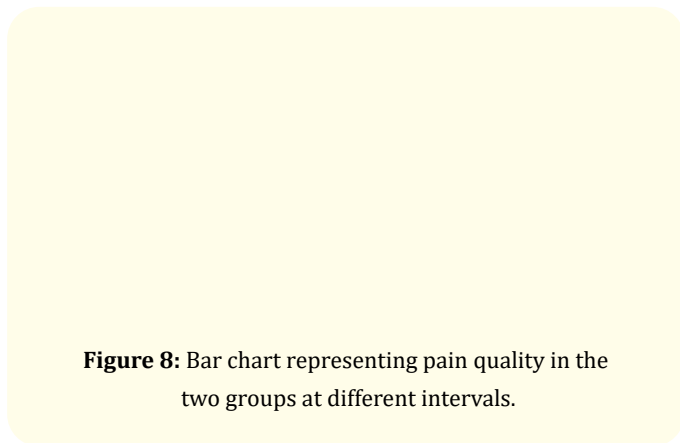 Figure 8: Bar chart representing pain quality in the
two groups at different intervals.